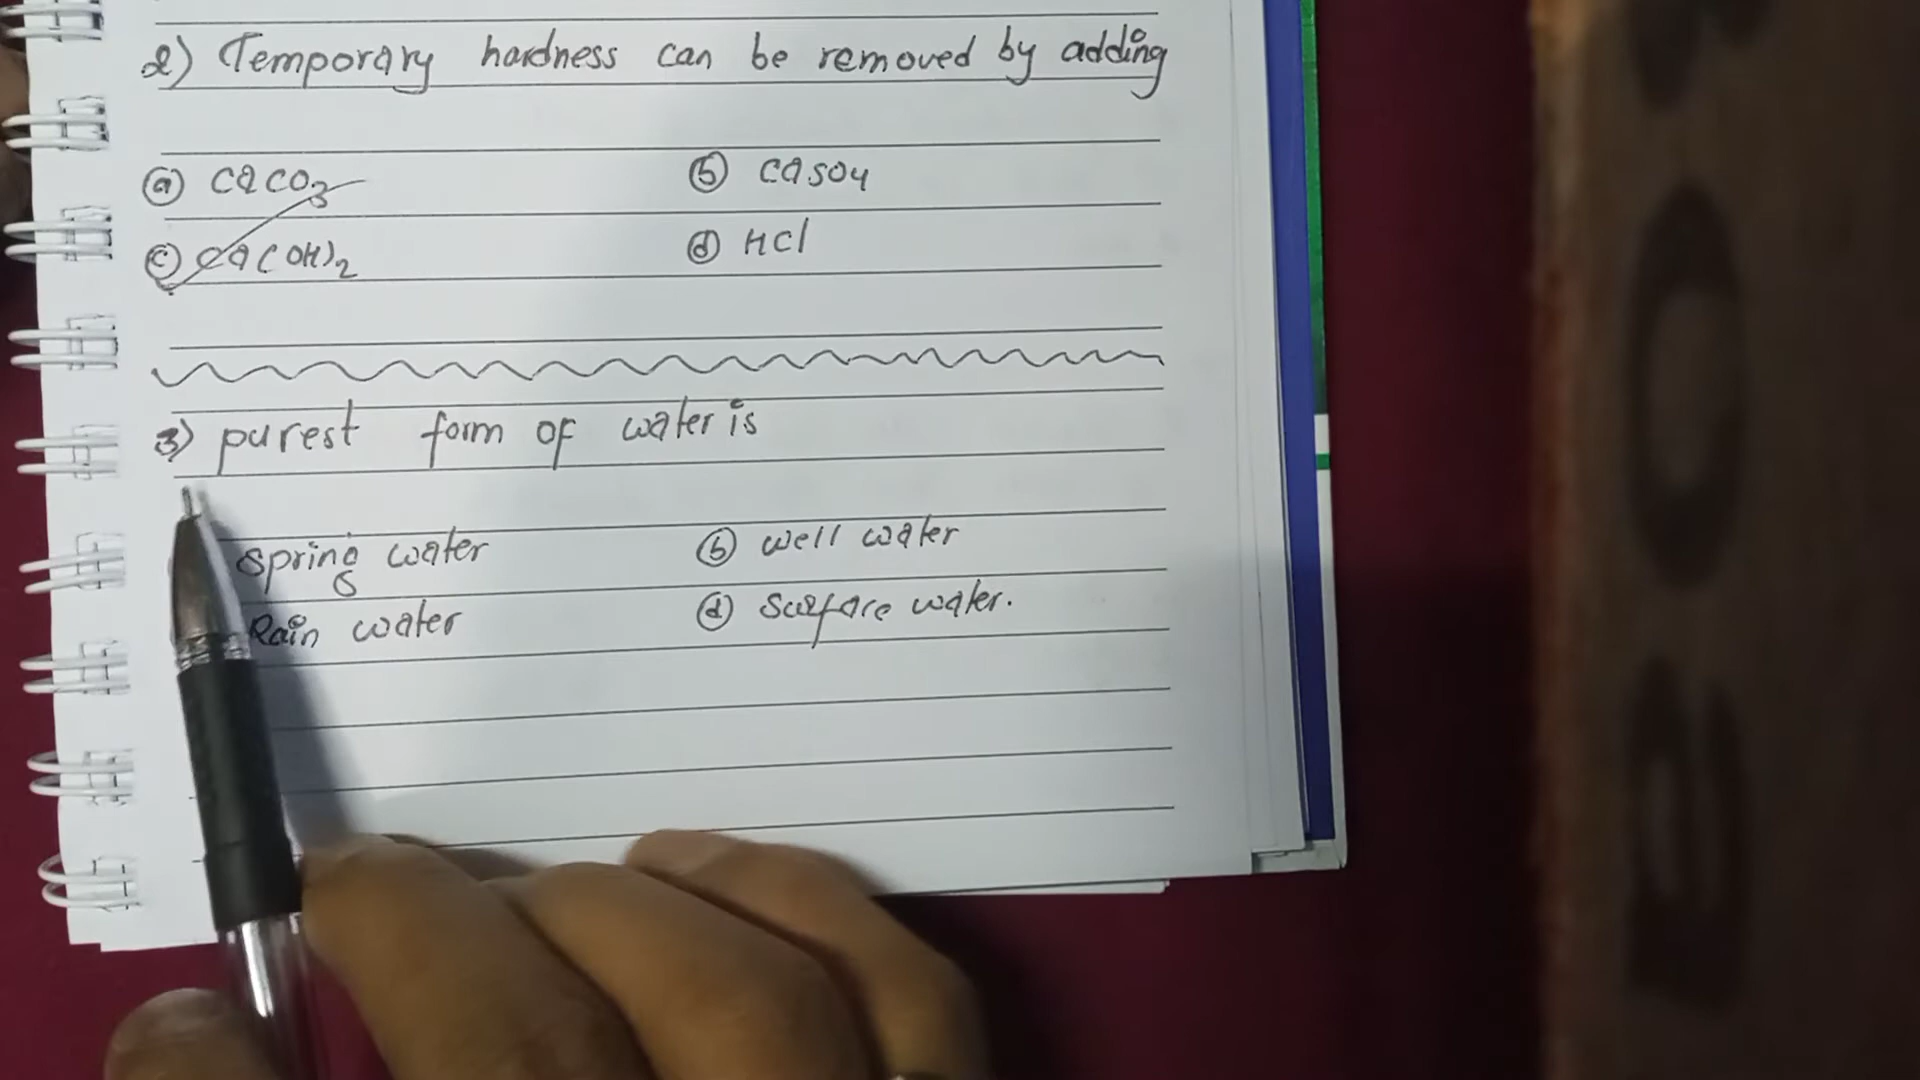 2) Temporary hardness can be removed by adding
(a) CaCO3 (b) CaSO4
(c) Ca(OH)2 (d) HCl
3) purest form of water is
spring water (b) well water
Rain water (d) surface water.